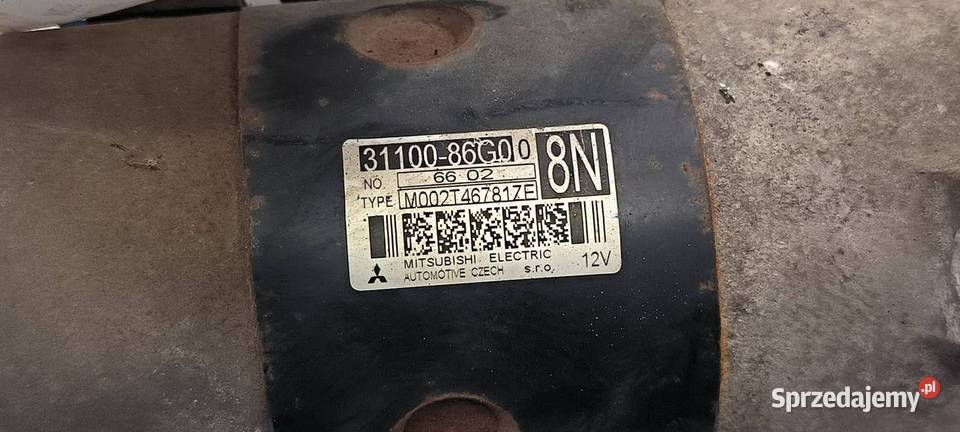 31100-86G00
8N
NO. 66 02
TYPE M002T46781ZE
MITSUBISHI ELECTRIC
AUTOMOTIVE CZECH s.r.o. 12V
Sprzedajemy.pl